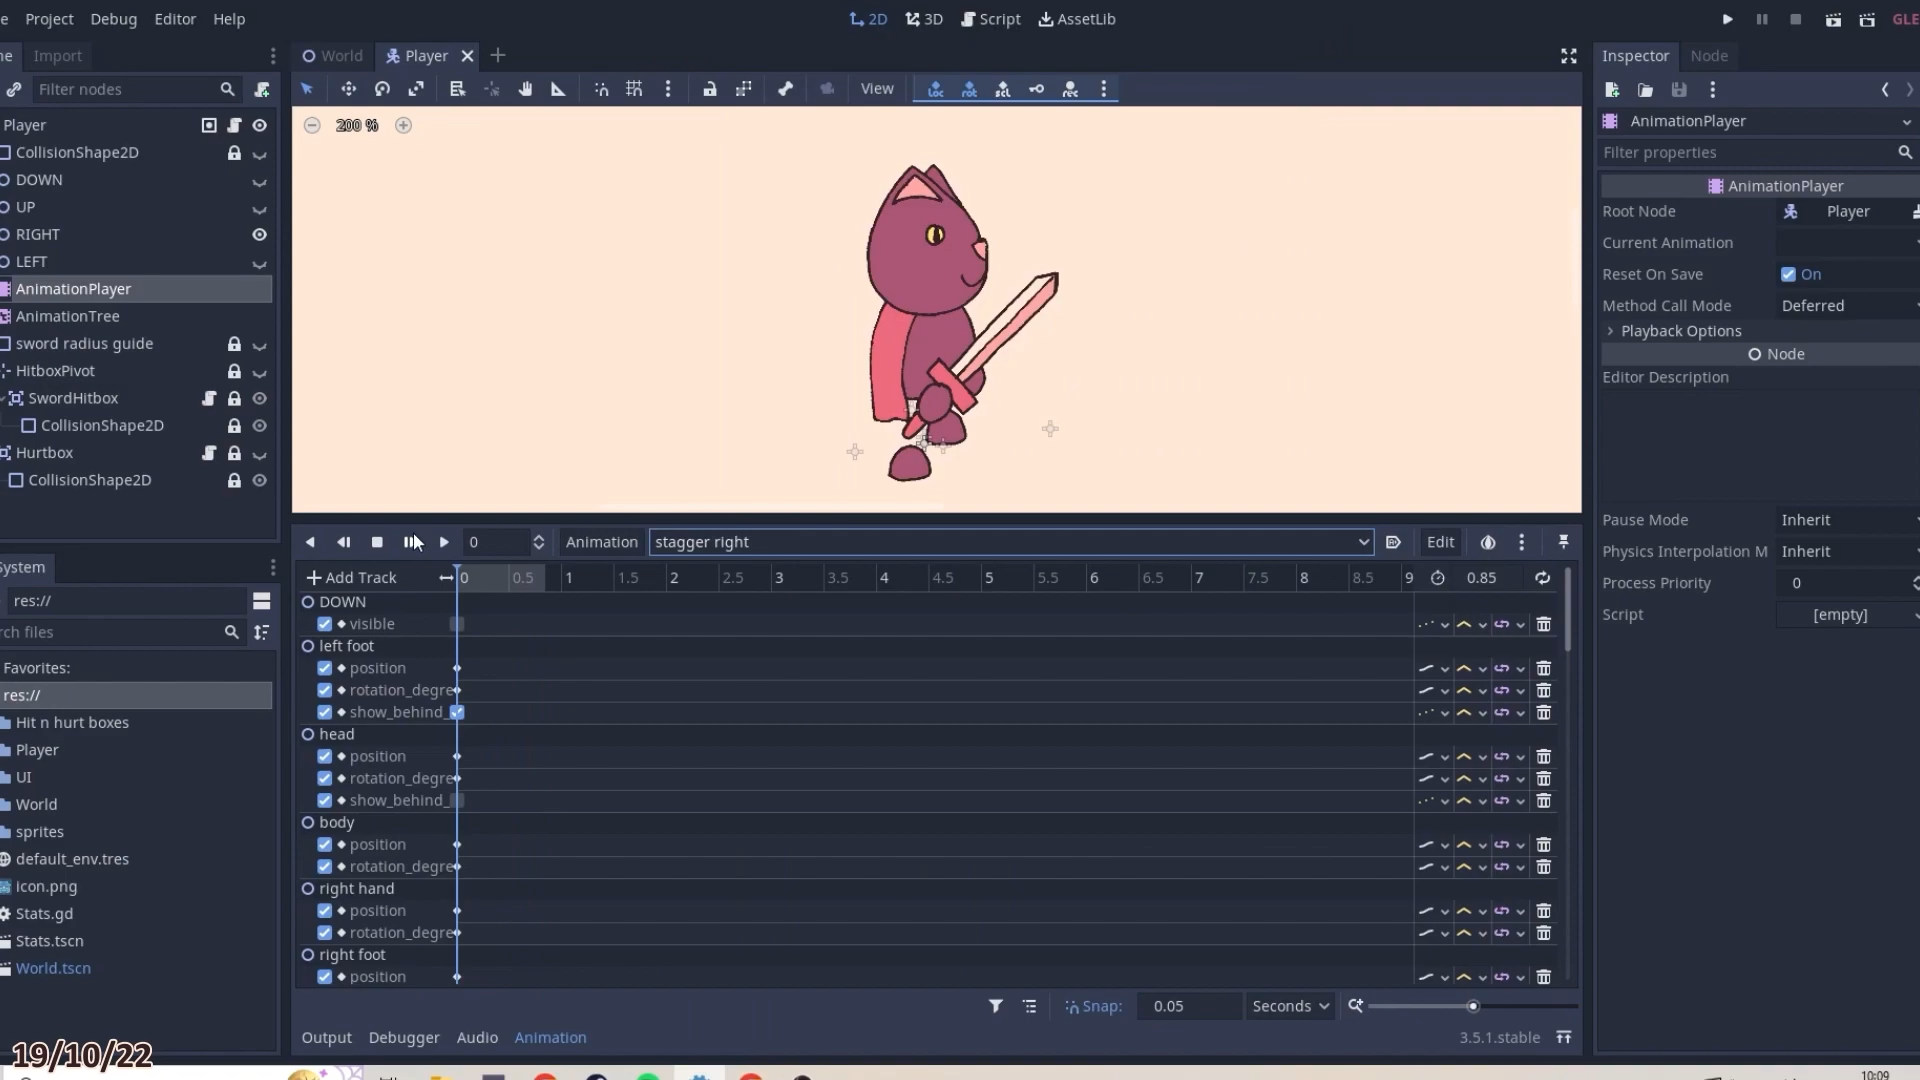 e Project Debug Editor Help
2D 3D Script AssetLib
GLE
ne Import
World Player
Inspector Node
Filter nodes
View
Player
200 %
AnimationPlayer
CollisionShape2D
Filter properties
DOWN
AnimationPlayer
UP
Root Node Player
RIGHT
Current Animation
LEFT
Reset On Save On
AnimationPlayer
Method Call Mode Deferred
AnimationTree
Playback Options
sword radius guide
Node
HitboxPivot
Editor Description
SwordHitbox
CollisionShape2D
Hurtbox
CollisionShape2D
Pause Mode Inherit
0 Animation stagger right Edit
Physics Interpolation M Inherit
System
Add Track 0 0.5 1 1.5 2 2.5 3 3.5 4 4.5 5 5.5 6 6.5 7 7.5 8 8.5 9 0.85
Process Priority 0
res://
DOWN
Script [empty]
rch files
visible
left foot
Favorites:
position
res://
rotation_degre
Hit n hurt boxes
show_behind_
Player
head
UI
position
World
rotation_degre
sprites
show_behind_
default_env.tres
body
icon.png
position
Stats.gd
rotation_degre
Stats.tscn
right hand
World.tscn
position
rotation_degre
right foot
position
Snap: 0.05 Seconds
Output Debugger Audio Animation
3.5.1.stable
19/10/22
10:09